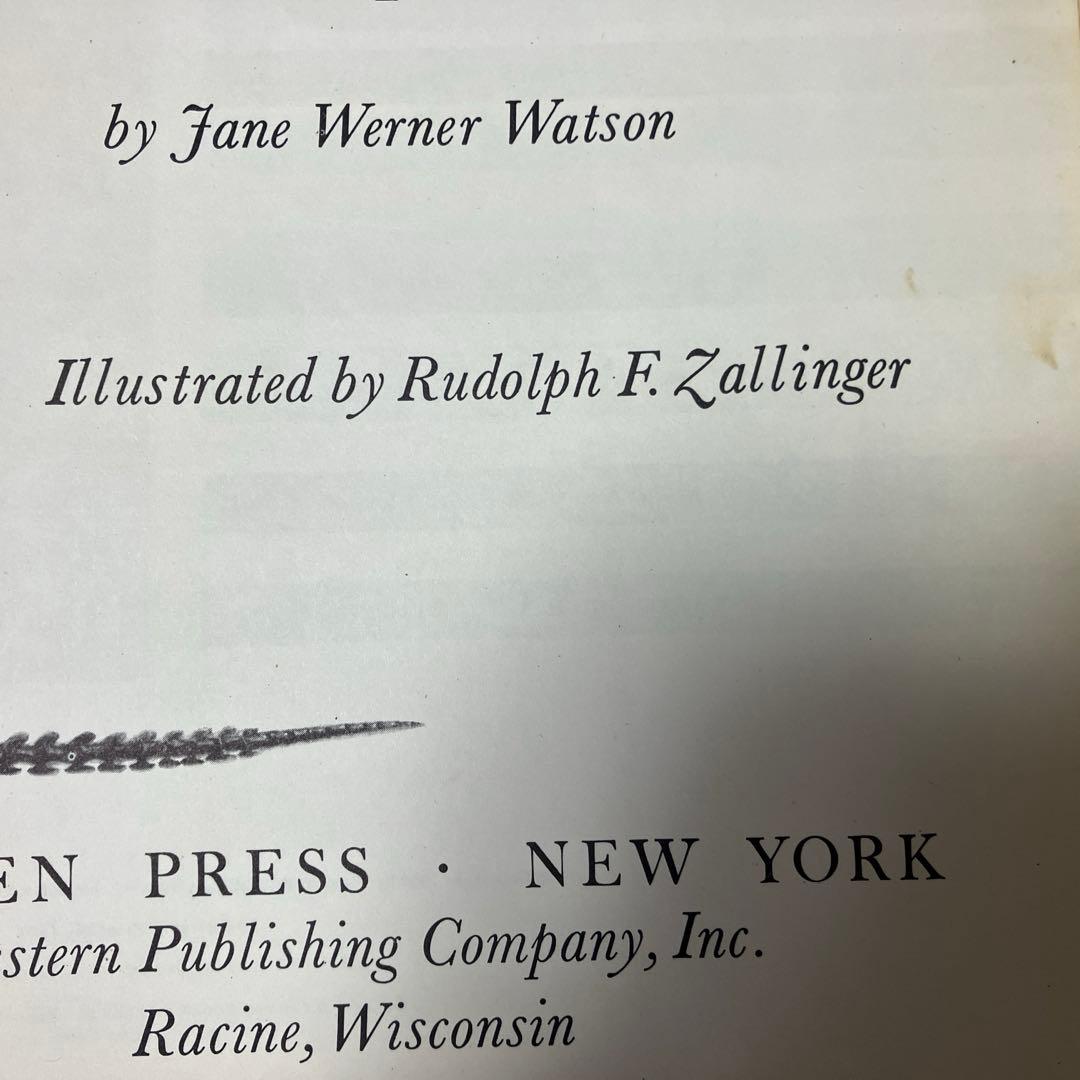 by Jane Werner Watson
Illustrated by Rudolph F. Zallinger
EN PRESS · NEW YORK
stern Publishing Company, Inc.
Racine, Wisconsin